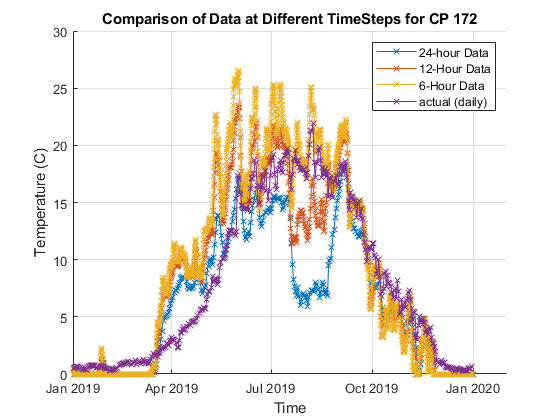 Comparison of Data at Different TimeSteps for CP 172
30
25
20
15
10
5
0
Temperature (C)
24-hour Data
12-Hour Data
6-Hour Data
actual (daily)
Jan 2019 Apr 2019 Jul 2019 Oct 2019 Jan 2020
Time